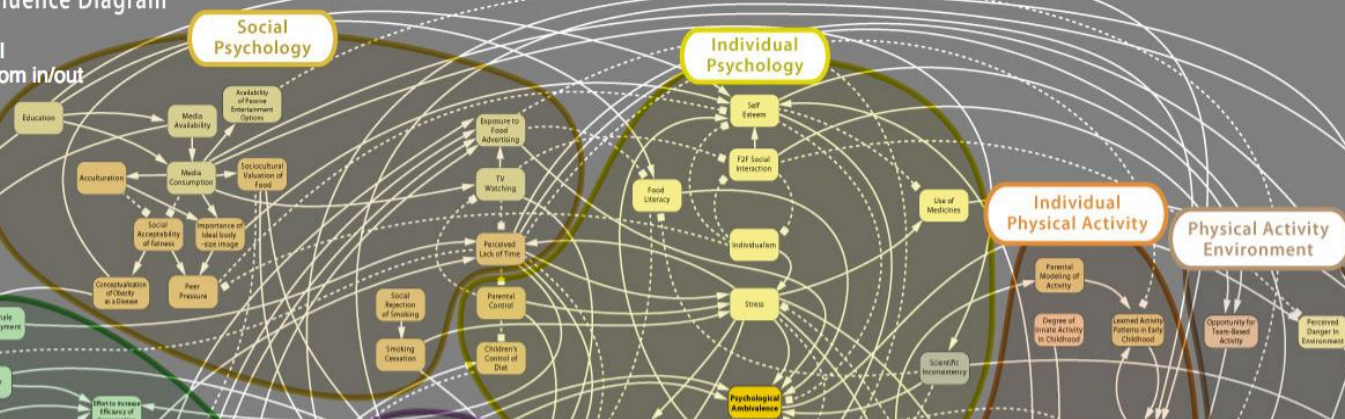 Diagram
om in/out
Social
Psychology
Individual
Psychology
Individual
Physical Activity
Physical Activity
Environment
Education
Media
Availability
Availability
of Passive
Entertainment
Options
Acculturation
Media
Consumption
Sociocultural
Valuation of
Food
Social
Acceptability
of fatness
Importance of
Ideal body
-size image
Conceptualisation
of Obesity
as a Disease
Peer
Pressure
Exposure to
Food
Advertising
TV
Watching
Perceived
Lack of Time
Social
Rejection
of Smoking
Smoking
Cessation
Parental
Control
Children's
Control of
Diet
Self
Esteem
F2F Social
Interaction
Food
Literacy
Use of
Medicines
Individualism
Stress
Psychological
Ambivalence
Scientific
Inconsistency
Parental
Modeling of
Activity
Degree of
Innate Activity
in Childhood
Learned Activity
Patterns in Early
Childhood
Opportunity for
Team-Based
Activity
Perceived
Danger in
Environment
Effort to Increase
Efficiency of